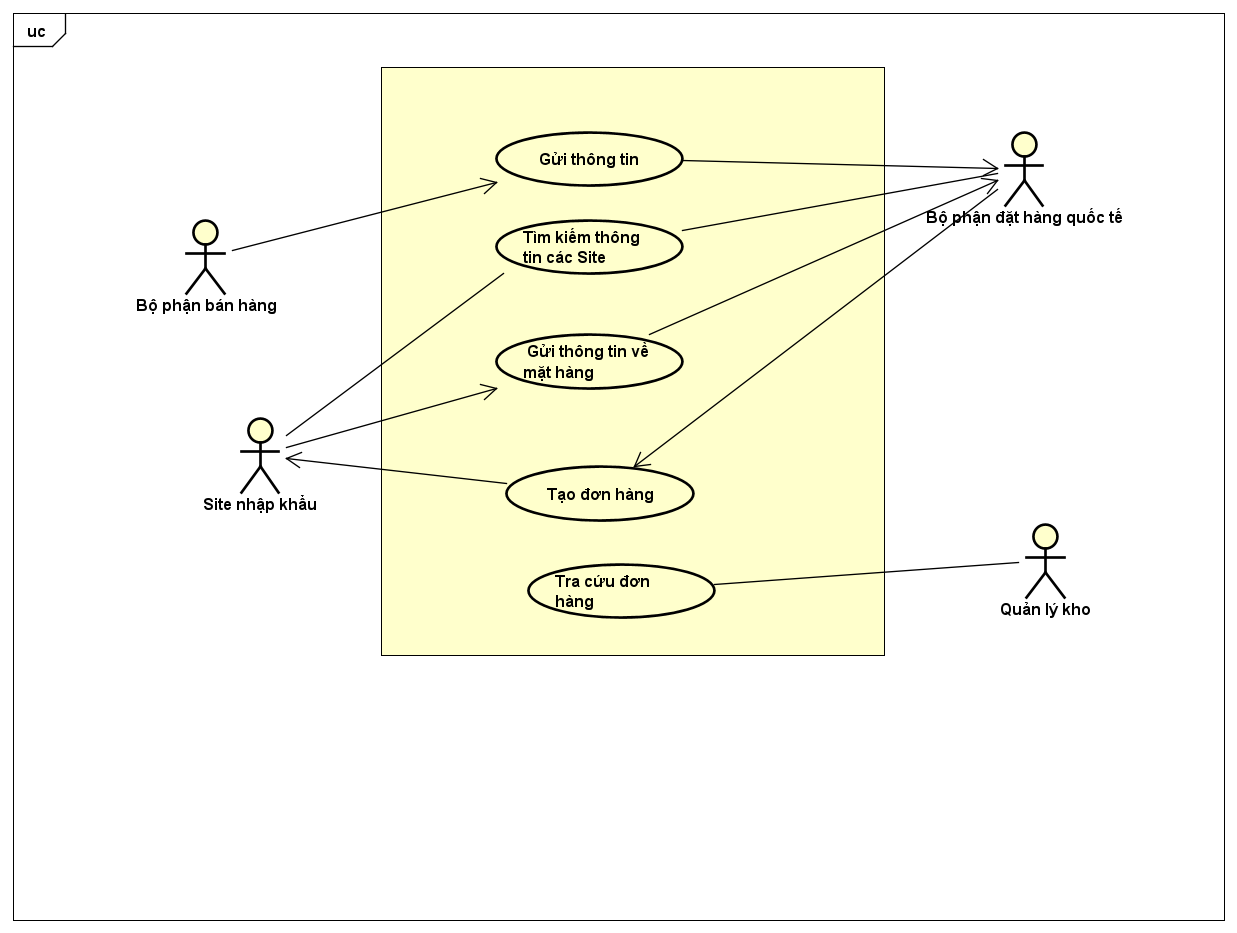 uc
Gửi thông tin
Bộ phận đặt hàng quốc tế
Tìm kiếm thông
tin các Site
Bộ phận bán hàng
Gửi thông tin về
mặt hàng
Site nhập khẩu
Tạo đơn hàng
Tra cứu đơn
hàng
Quản lý kho